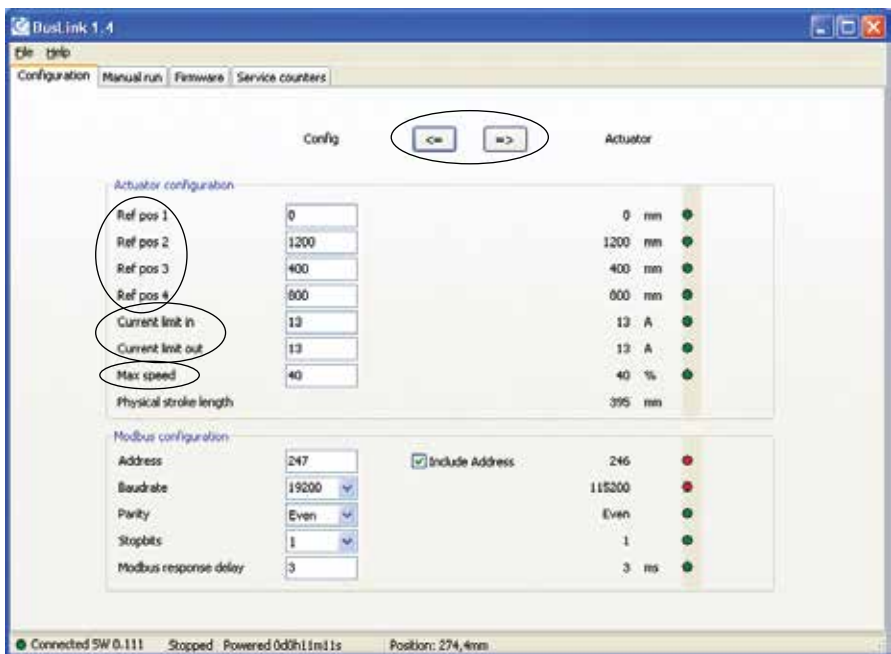 BusLink 1.4
File Help
Configuration Manual run Firmware Service counters
Config <= => Actuator
Actuator configuration
Ref pos 1 0 0 mm
Ref pos 2 1200 1200 mm
Ref pos 3 400 400 mm
Ref pos 4 800 800 mm
Current limit in 13 13 A
Current limit out 13 13 A
Max speed 40 40 %
Physical stroke length 395 mm
Modbus configuration
Address 247 Include Address 246
Baudrate 19200 115200
Parity Even Even
Stopbits 1 1
Modbus response delay 3 3 ms
Connected SW 0.111 Stopped Powered 0d0h11m11s Position: 274,4mm